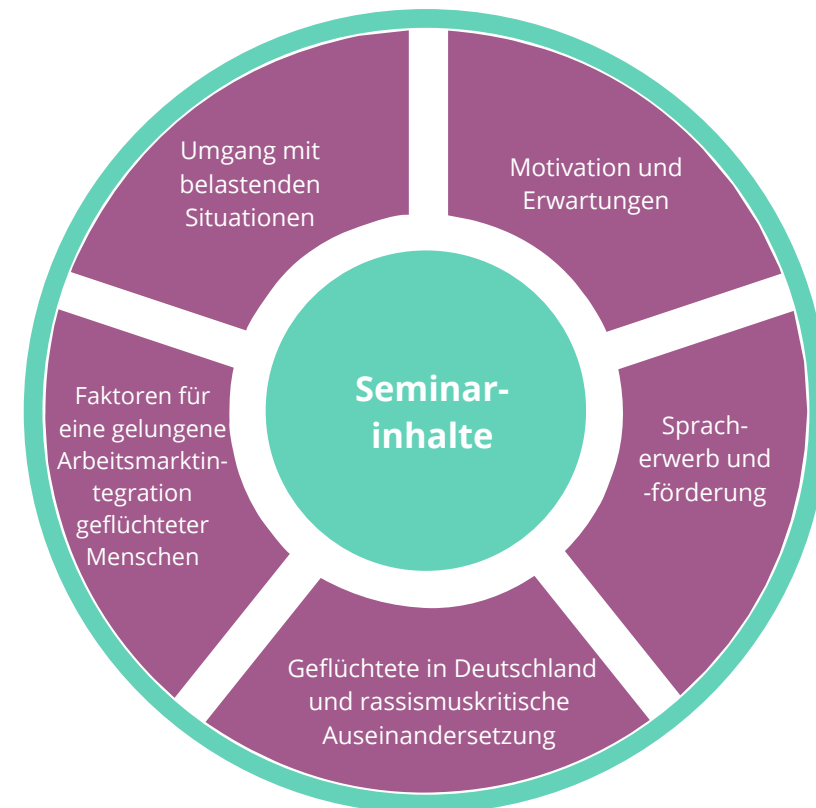 Umgang mit
belastenden
Situationen
Motivation und
Erwartungen
Seminar-
inhalte
Faktoren für
eine gelungene
Arbeitsmarktin-
tegration
geflüchteter
Menschen
Sprach-
erwerb und
-förderung
Geflüchtete in Deutschland
und rassismuskritische
Auseinandersetzung